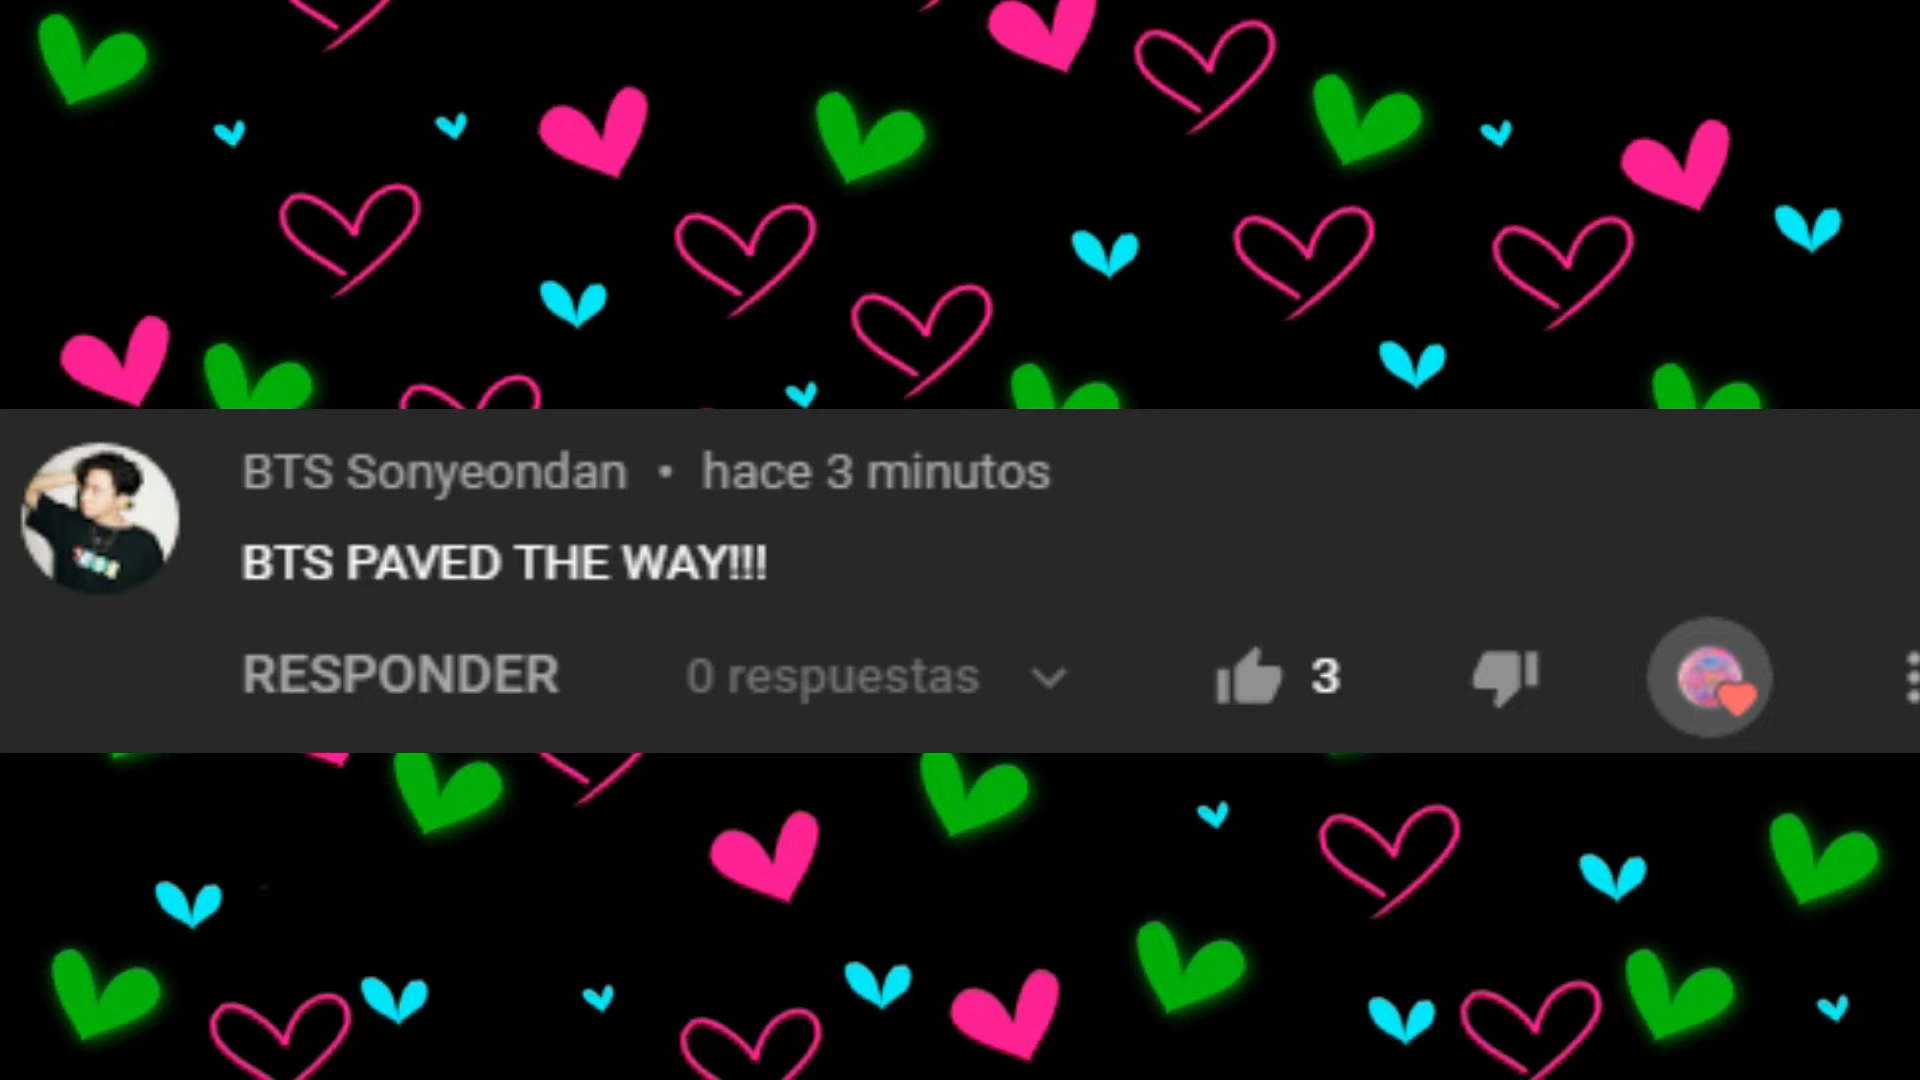 BTS Sonyeondan • hace 3 minutos
BTS PAVED THE WAY!!!
RESPONDER 0 respuestas 3